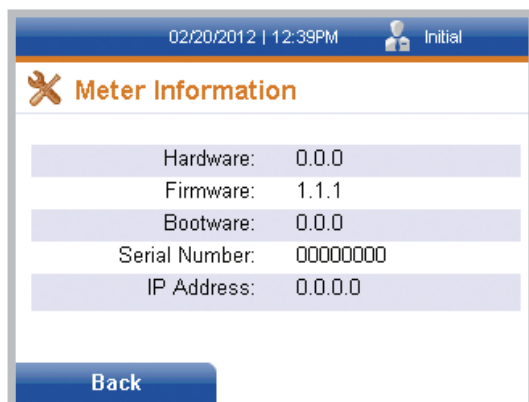 02/20/2012 | 12:39PM Initial
Meter Information
Hardware: 0.0.0
Firmware: 1.1.1
Bootware: 0.0.0
Serial Number: 00000000
IP Address: 0.0.0.0
Back